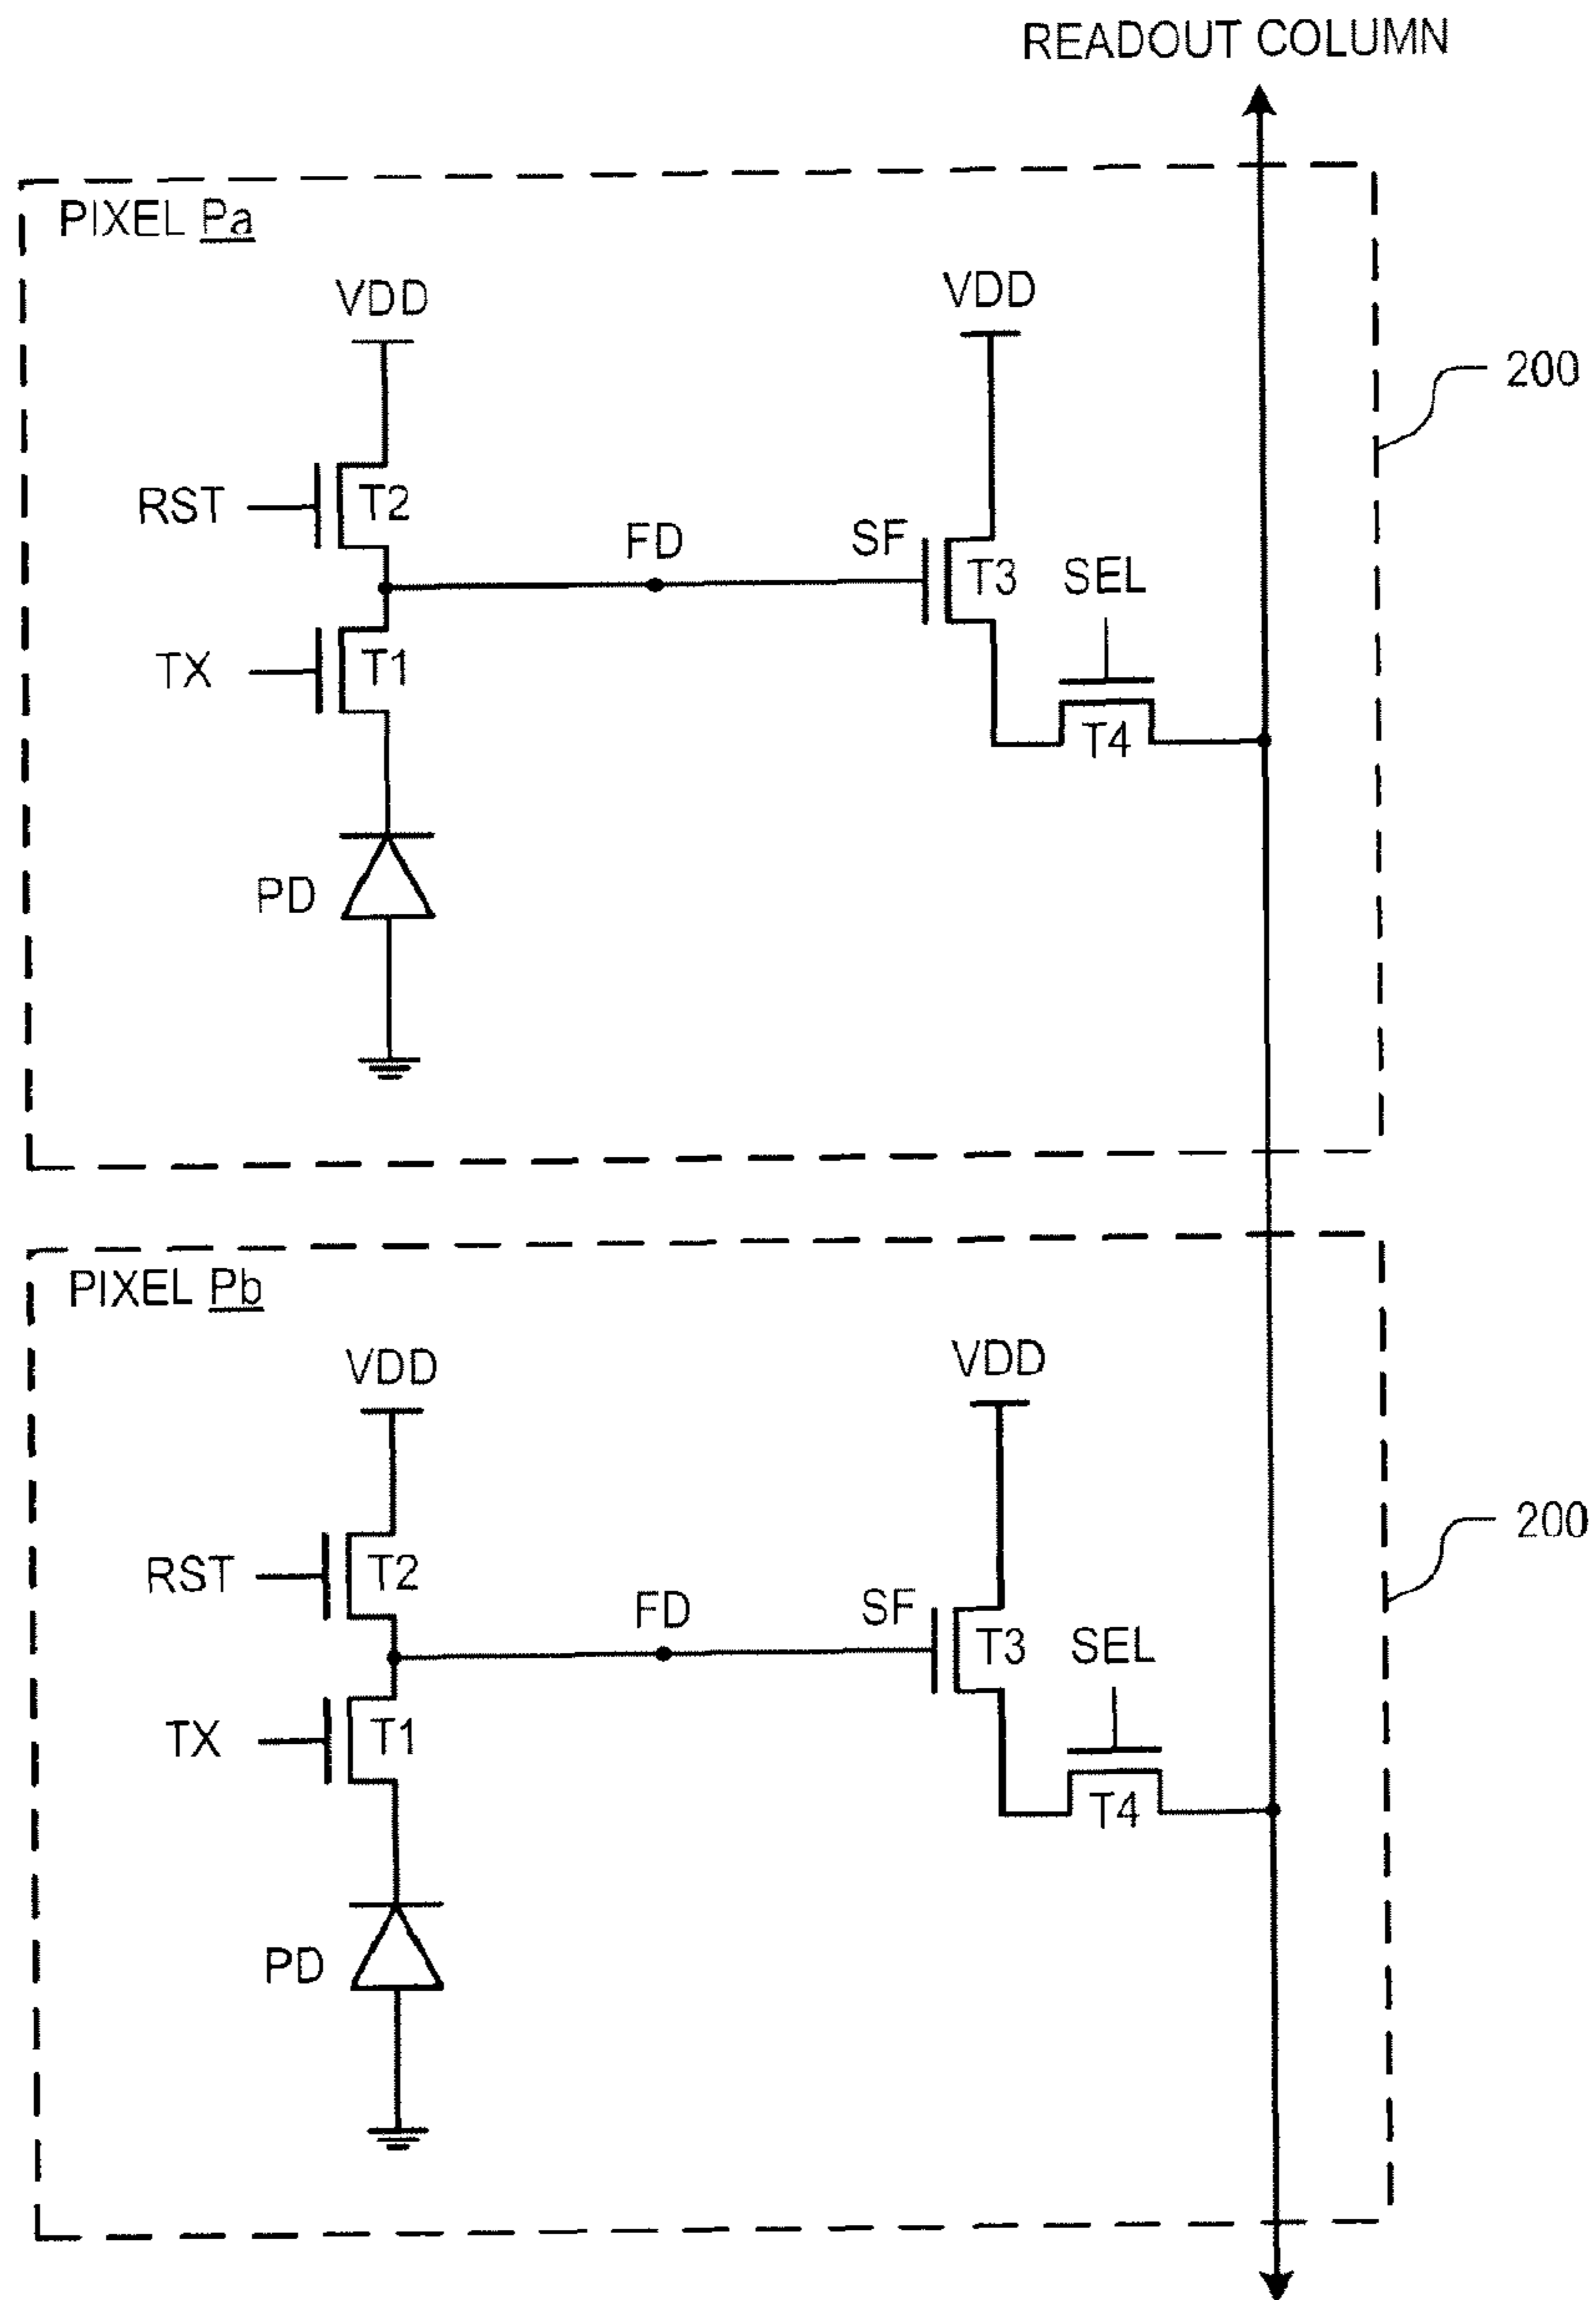 READOUT COLUMN
PIXEL Pa
VDD
VDD
200
RST
T2
FD
SF
T3
SEL
TX
T1
T4
PD
PIXEL Pb
VDD
VDD
200
RST
T2
FD
SF
T3
SEL
TX
T1
T4
PD